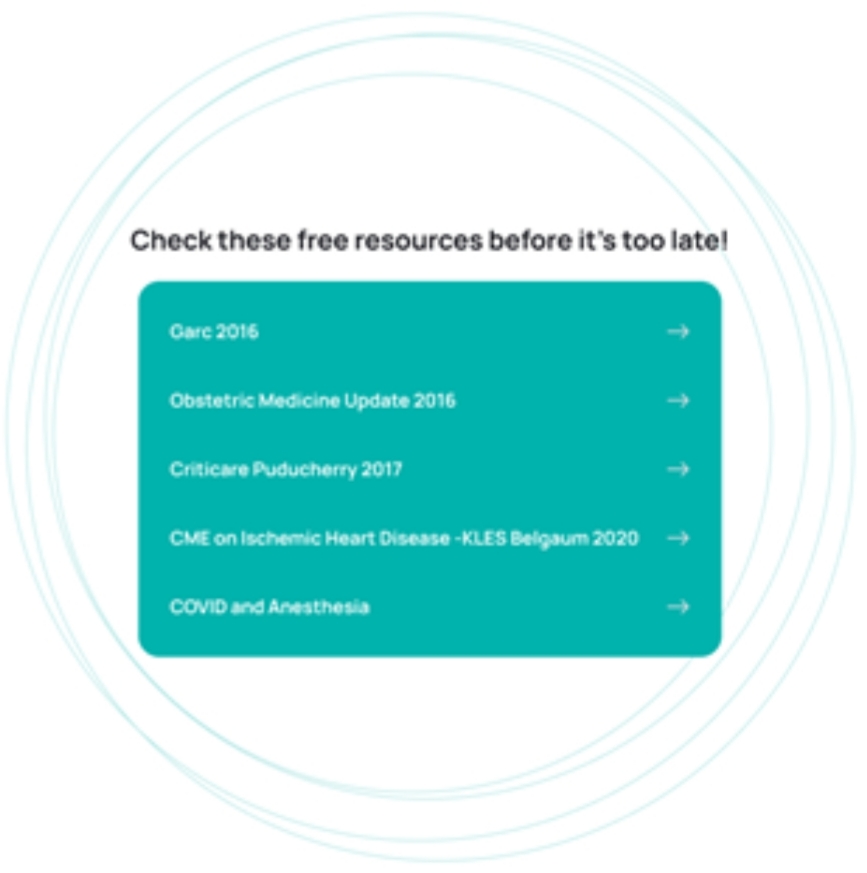 Check these free resources before it's too late!
Garc 2016
Obstetric Medicine Update 2016
Criticare Puducherry 2017
CME on Ischemic Heart Disease -KLES Belgaum 2020
COVID and Anesthesia